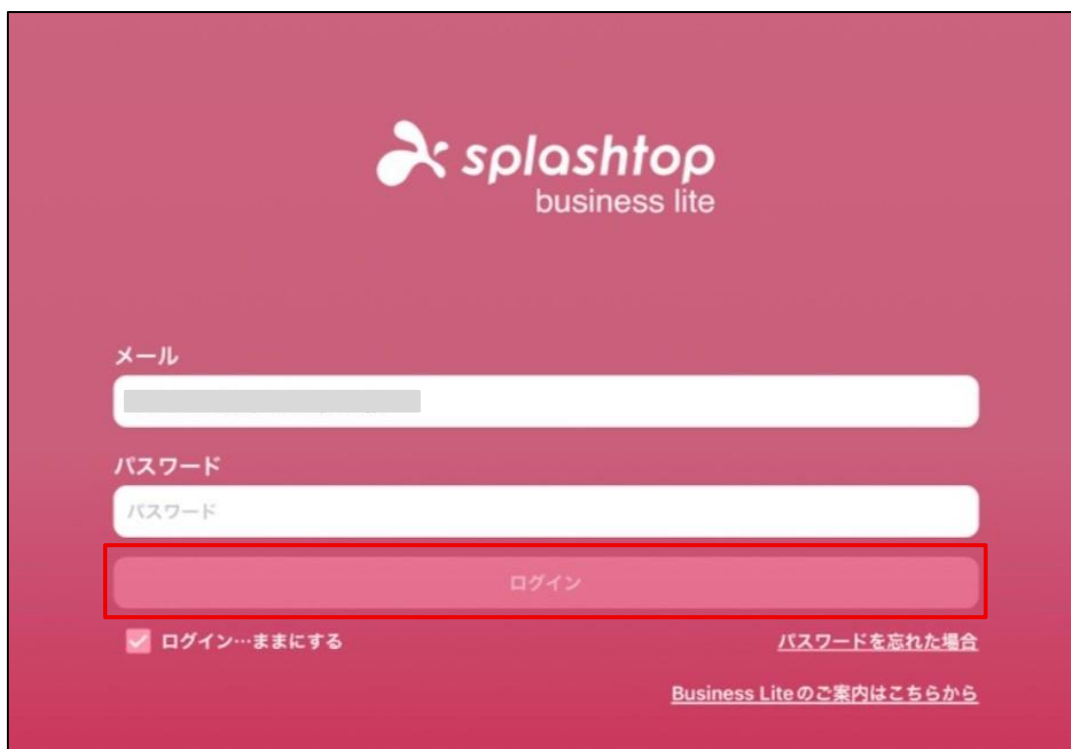 splashtop
business lite
メール
パスワード
パスワード
ログイン
ログイン…ままにする
パスワードを忘れた場合
Business Liteのご案内はこちらから